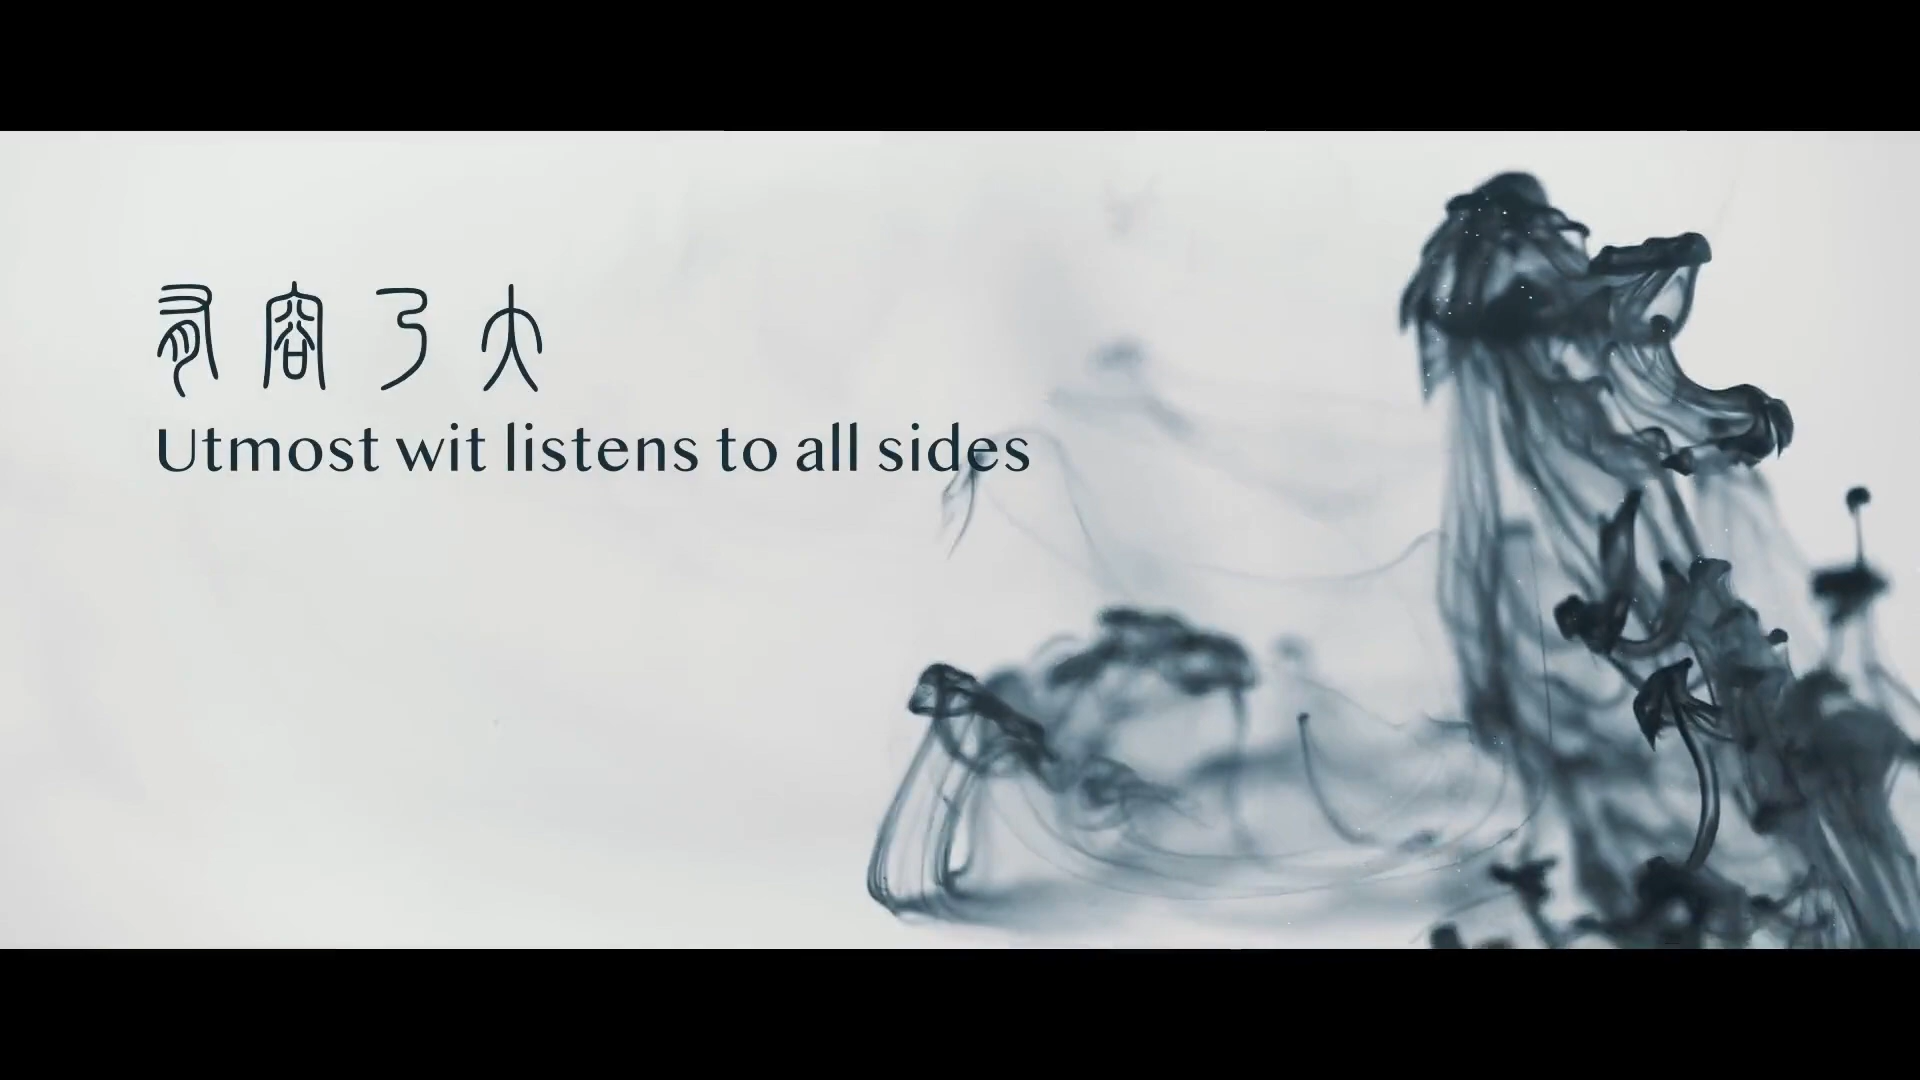 有容乃大
Utmost wit listens to all sides